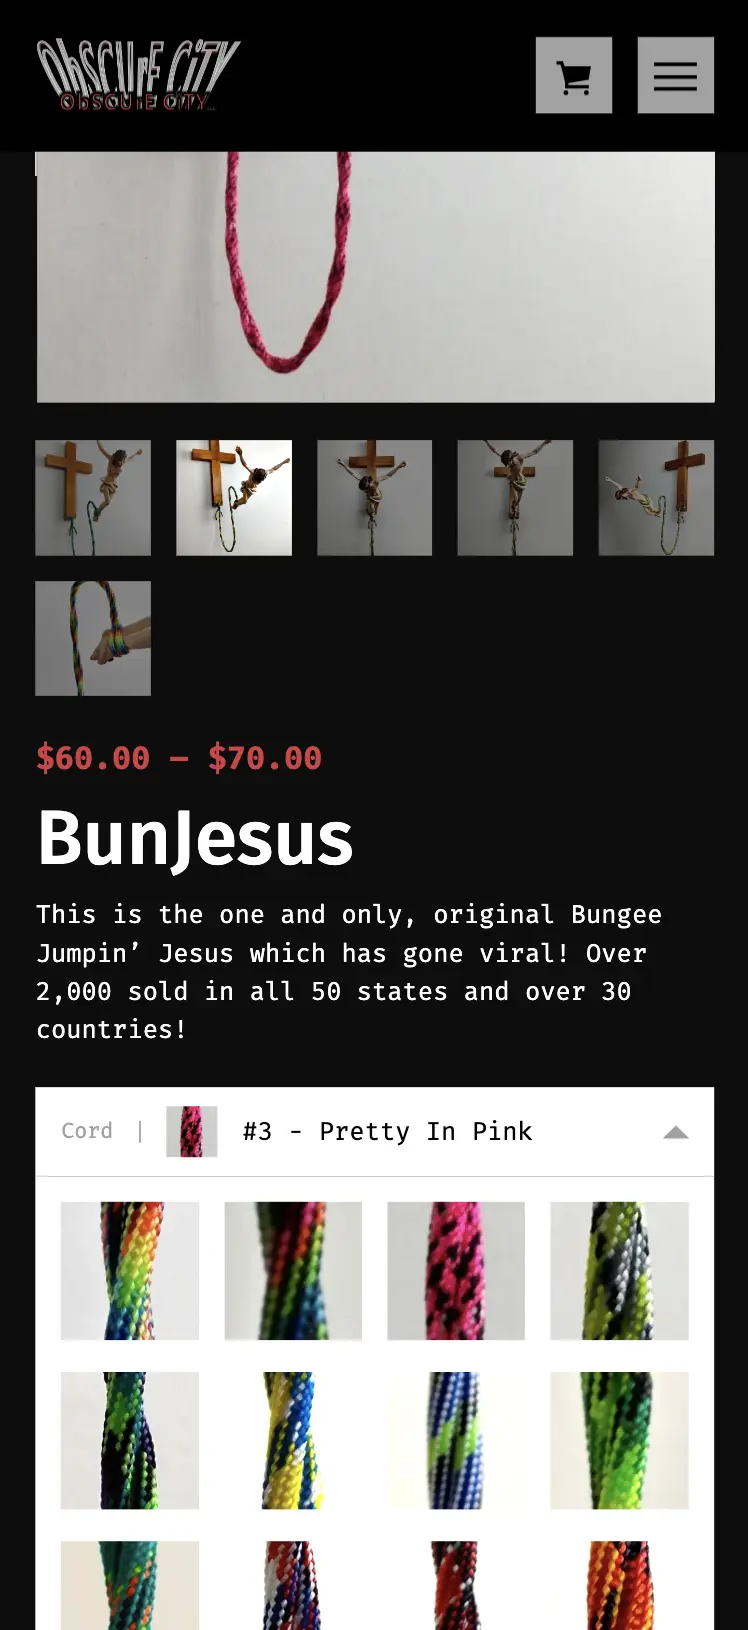 ObSCUrE CiTY
ObSCUrE CiTY
$60.00 – $70.00
BunJesus
This is the one and only, original Bungee
Jumpin’ Jesus which has gone viral! Over
2,000 sold in all 50 states and over 30
countries!
Cord | #3 - Pretty In Pink